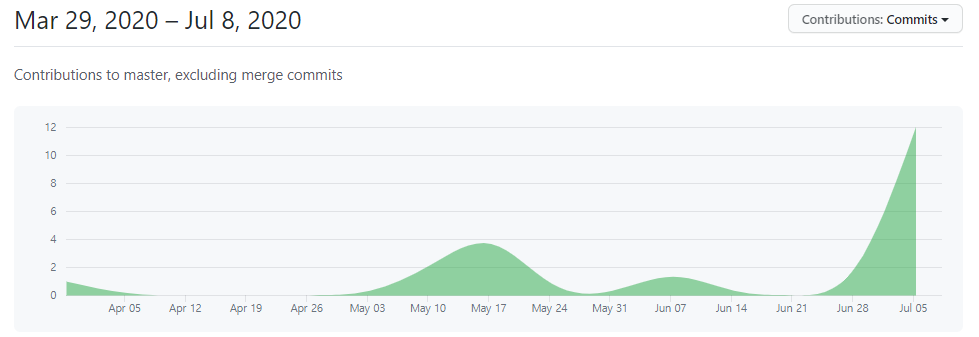 Mar 29, 2020 – Jul 8, 2020
Contributions: Commits
Contributions to master, excluding merge commits
12
10
8
6
4
2
0
Apr 05 Apr 12 Apr 19 Apr 26 May 03 May 10 May 17 May 24 May 31 Jun 07 Jun 14 Jun 21 Jun 28 Jul 05